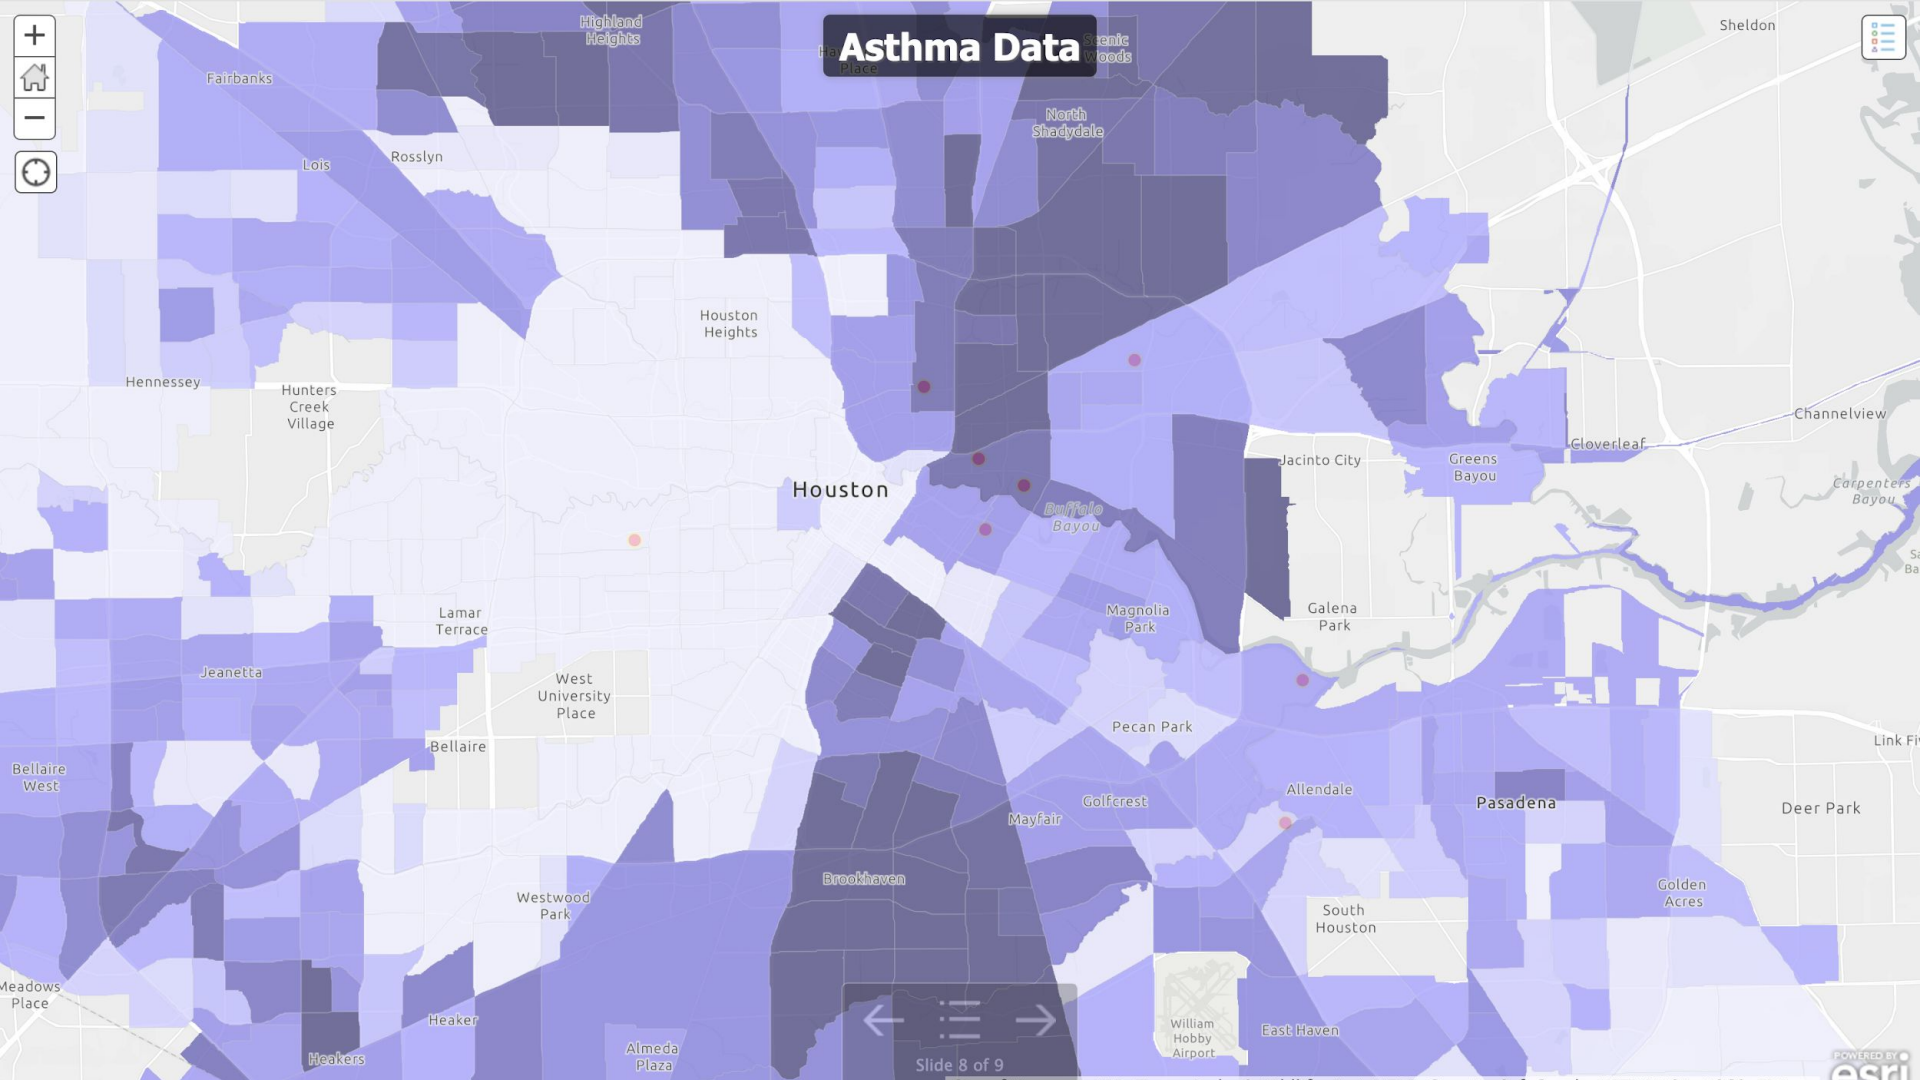 Asthma Data
Highland
Heights
Scenic
Woods
Place
Sheldon
Fairbanks
North
Shadydale
Rosslyn
Lois
Houston
Heights
Hennessey
Hunters
Creek
Village
Channelview
Cloverleaf
Jacinto City
Greens
Bayou
Houston
Carpenters
Bayou
Buffalo
Bayou
Lamar
Terrace
Magnolia
Park
Galena
Park
Jeanetta
West
University
Place
Bellaire
Pecan Park
Bellaire
West
Allendale
Golfcrest
Pasadena
Deer Park
Mayfair
Brookhaven
Westwood
Park
Golden
Acres
South
Houston
Meadows
Place
Heaker
William
Hobby
Airport
East Haven
Heakers
Almeda
Plaza
Slide 8 of 9
POWERED BY
esri